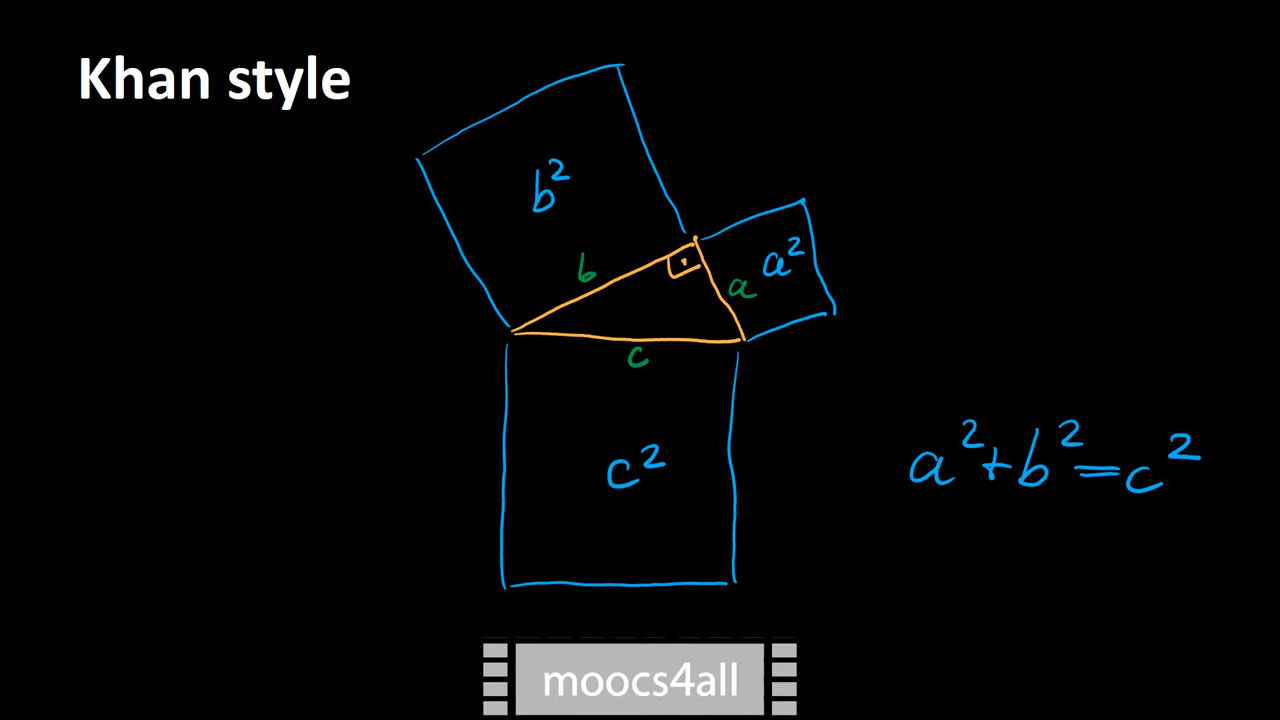 Khan style
b²
b
a
a²
c
c²
a²+b²=c²
moocs4all